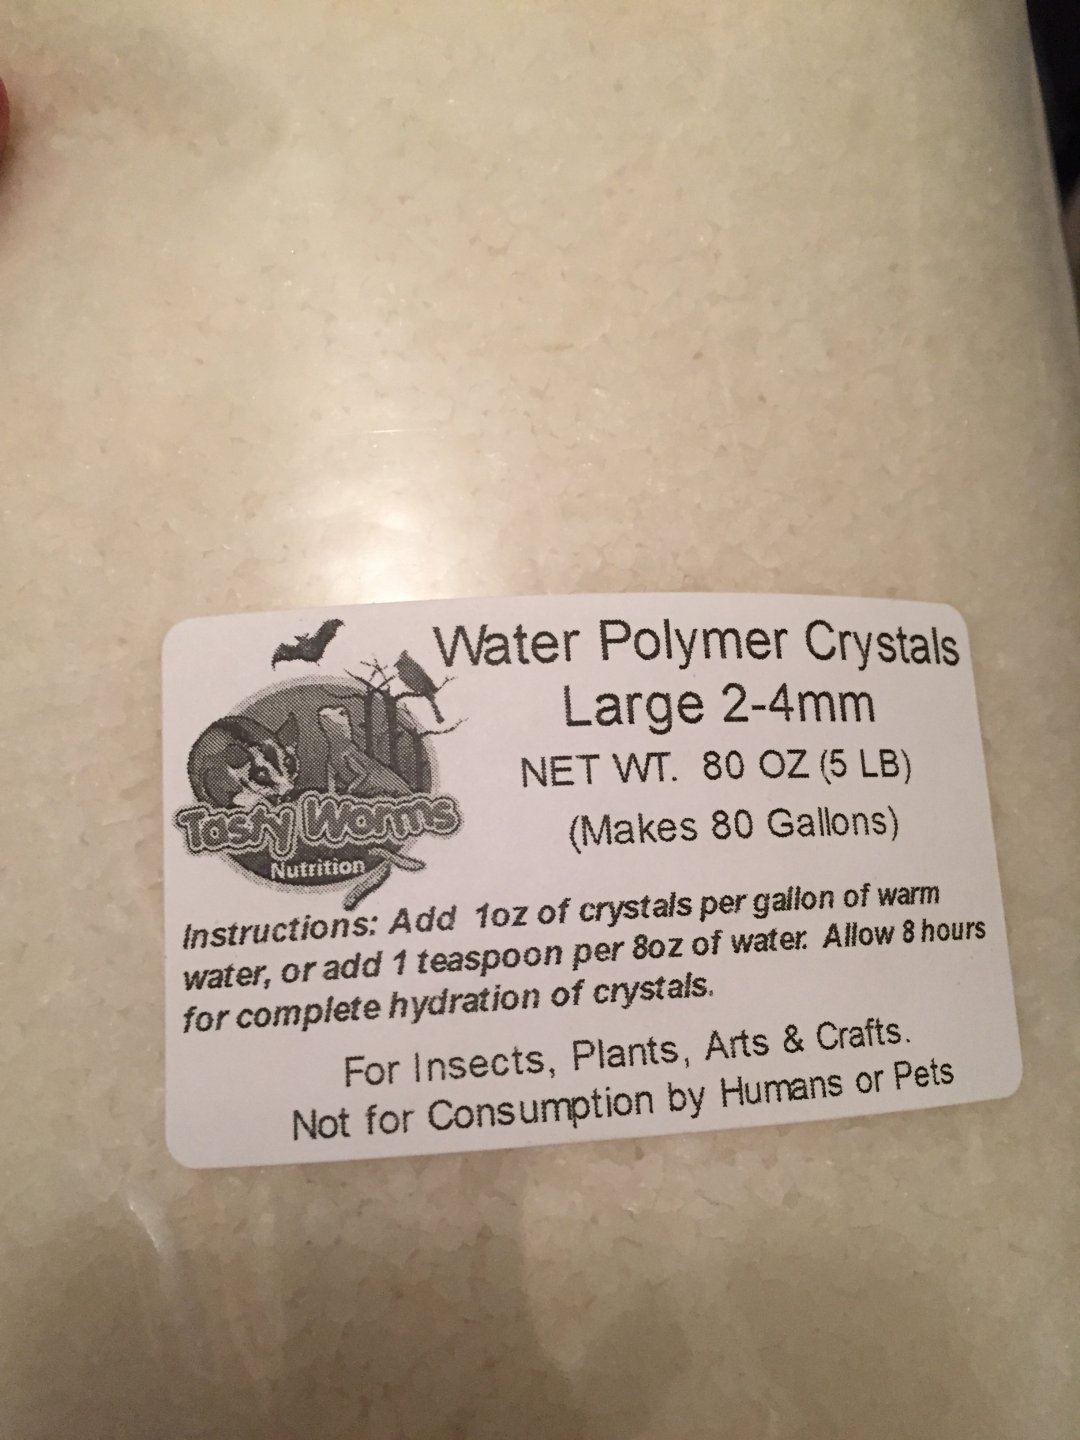 Water Polymer Crystals
Large 2-4mm
NET WT. 80 OZ (5 LB)
(Makes 80 Gallons)
Tasty Worms
Nutrition
Instructions: Add 1oz of crystals per gallon of warm
water, or add 1 teaspoon per 8oz of water. Allow 8 hours
for complete hydration of crystals.
For Insects, Plants, Arts & Crafts.
Not for Consumption by Humans or Pets